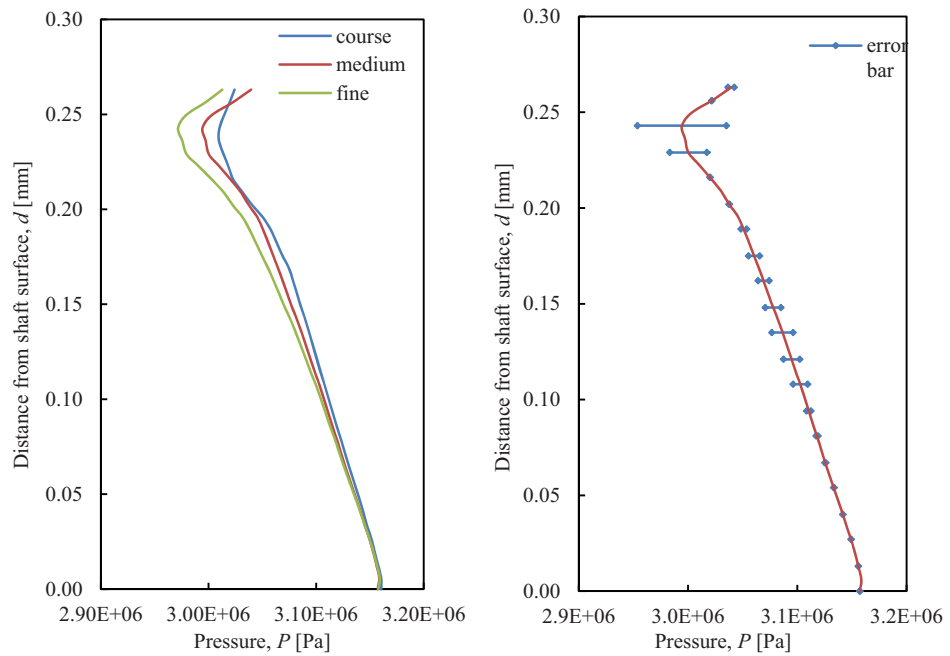 0.30
0.25
0.20
0.15
0.10
0.05
0.00
Distance from shaft surface, d [mm]
course
medium
fine
2.90E+06
3.00E+06
3.10E+06
3.20E+06
Pressure, P [Pa]
0.30
0.25
0.20
0.15
0.10
0.05
0.00
Distance from shaft surface, d [mm]
error
bar
2.9E+06
3.0E+06
3.1E+06
3.2E+06
Pressure, P [Pa]